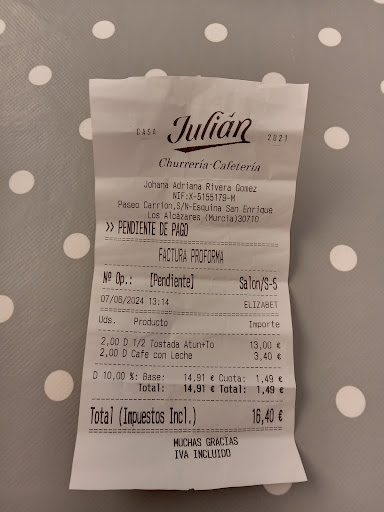 CASA Julián 2021
Churrería-Cafetería
Johana Adriana Rivera Gomez
NIF:X-5155179-M
Paseo Carrion,S/N-Esquina San Enrique
Los Alcázares (Murcia)30710
>> PENDIENTE DE PAGO
FACTURA PROFORMA
Nº Op.: [Pendiente] Salon/S-5
07/06/2024 13:14 ELIZABET
Uds. Producto Importe
2,00 D 1/2 Tostada Atun+To 13,00 €
2,00 D Cafe con Leche 3,40 €
D 10,00 %: Base: 14,91 € Cuota: 1,49 €
Total: 14,91 € Total: 1,49 €
Total (Impuestos Incl.) 16,40 €
MUCHAS GRACIAS
IVA INCLUIDO